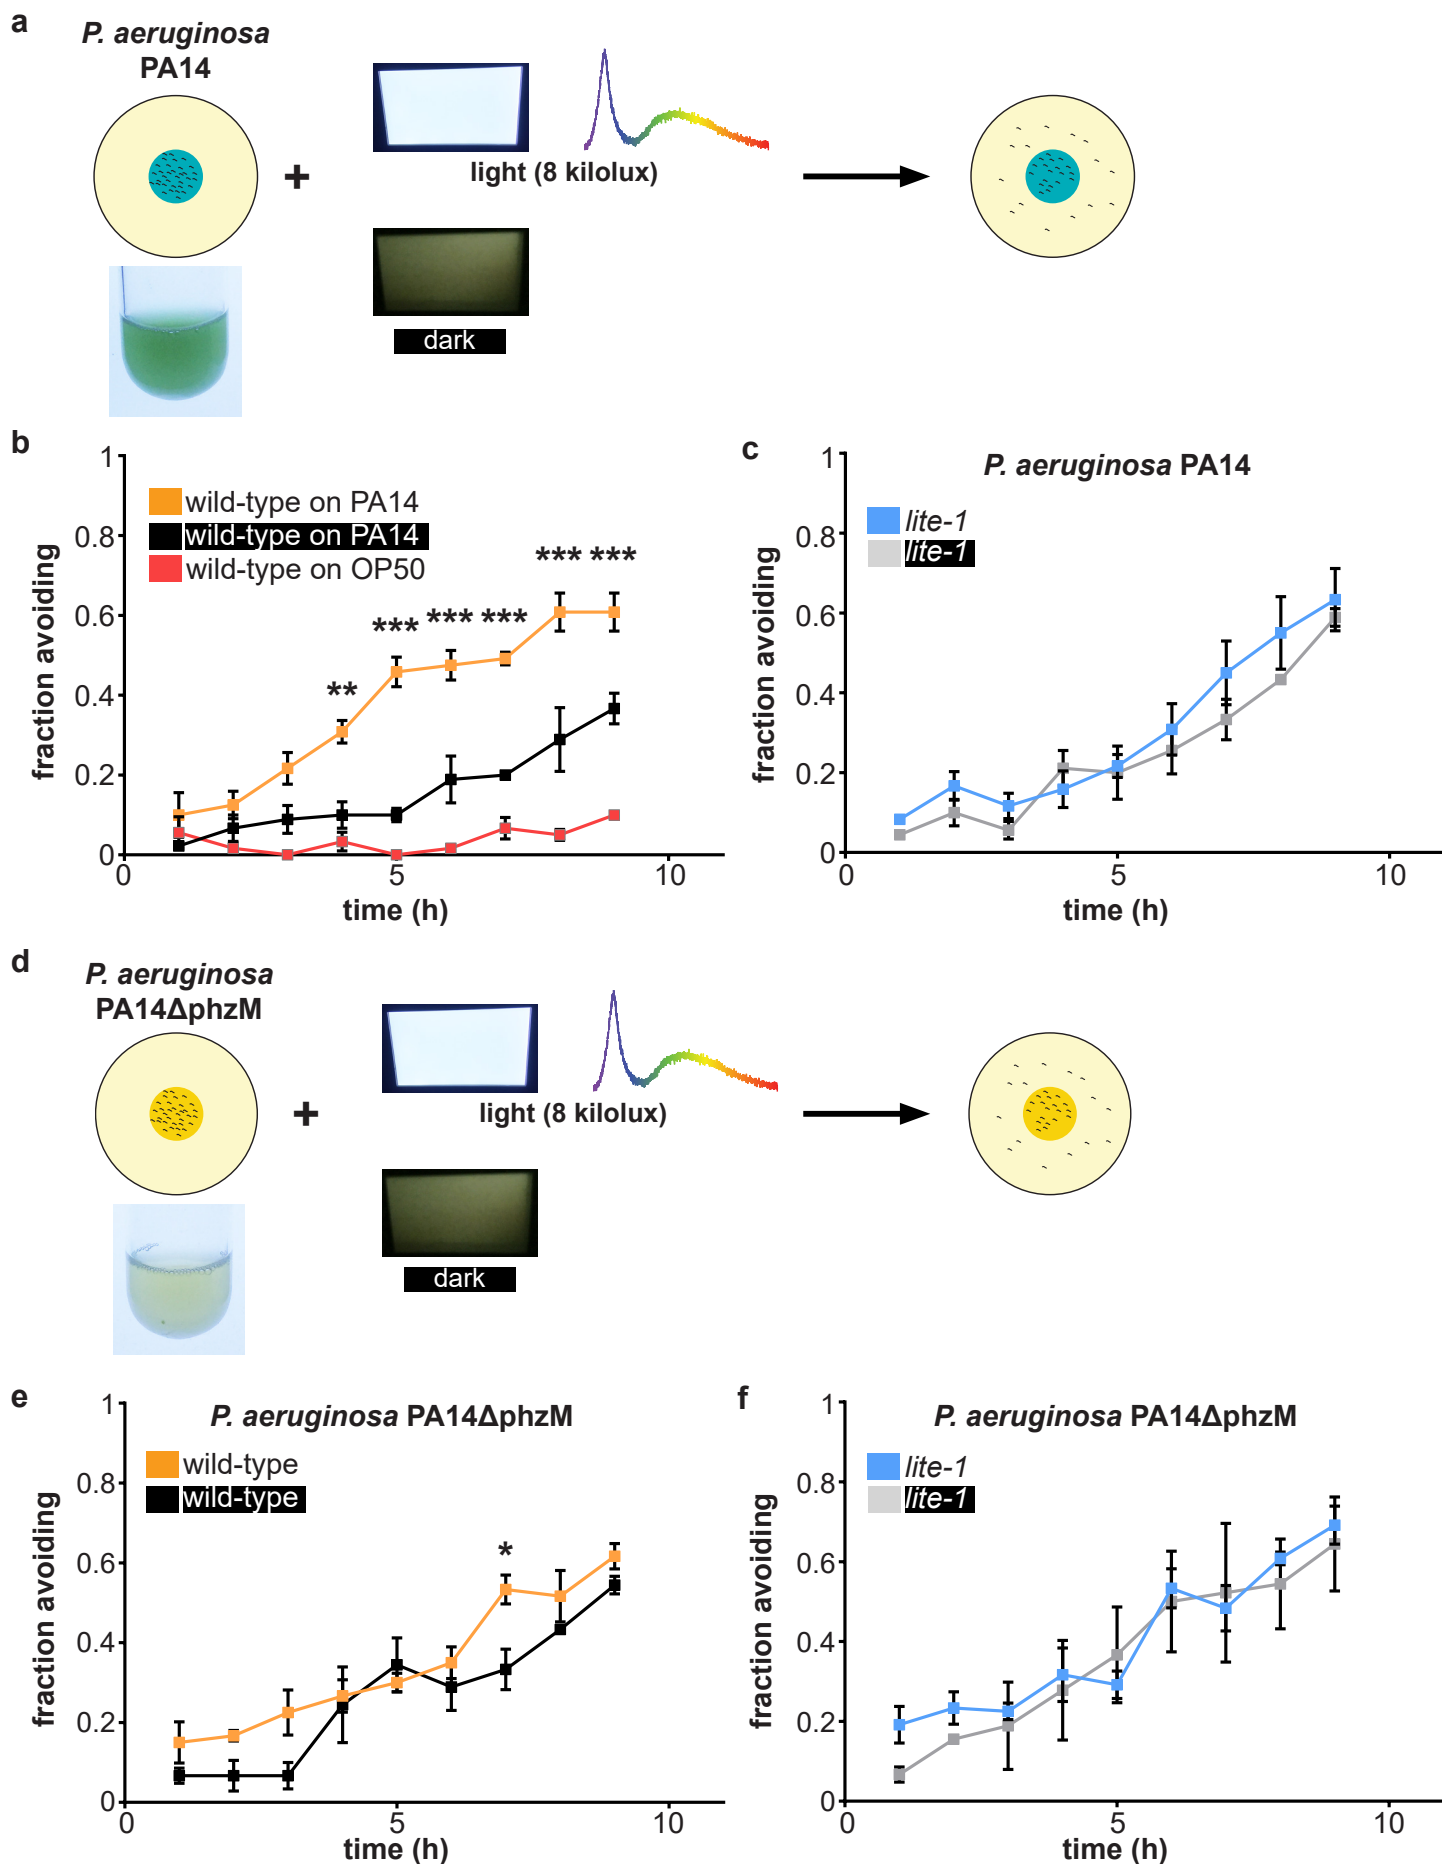 a
P. aeruginosa
PA14
+
light (8 kilolux)
dark
b
1
0.8
0.6
0.4
0.2
0
fraction avoiding
wild-type on PA14
wild-type on PA14
wild-type on OP50
**
***
***
***
***
***
0
5
10
time (h)
c
P. aeruginosa PA14
1
0.8
0.6
0.4
0.2
0
fraction avoiding
lite-1
lite-1
0
5
10
time (h)
d
P. aeruginosa
PA14ΔphzM
+
light (8 kilolux)
dark
e
P. aeruginosa PA14ΔphzM
1
0.8
0.6
0.4
0.2
0
fraction avoiding
wild-type
wild-type
*
0
5
10
time (h)
f
P. aeruginosa PA14ΔphzM
1
0.8
0.6
0.4
0.2
0
fraction avoiding
lite-1
lite-1
0
5
10
time (h)